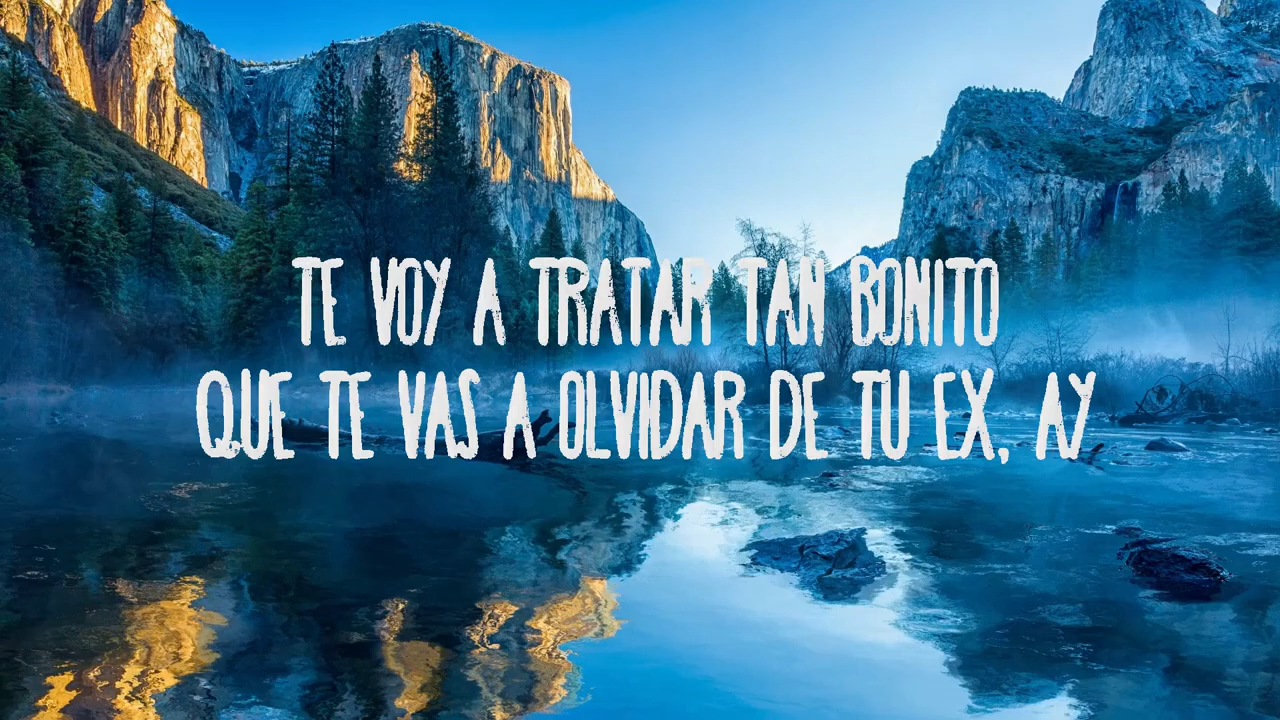 TE VOY A TRATAR TAN BONITO
QUE TE VAS A OLVIDAR DE TU EX, AY